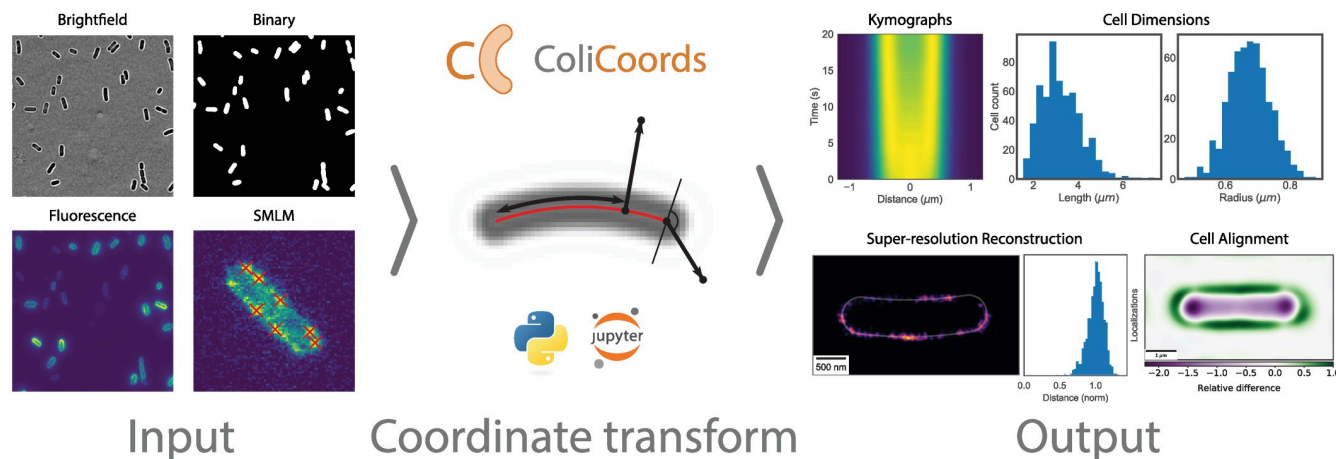 Brightfield
Binary
Fluorescence
SMLM
Input
CC ColiCoords
jupyter
Coordinate transform
Kymographs
Time (s)
20
15
10
5
0
−1 0 1
Distance (μm)
Cell Dimensions
Cell count
80
60
40
20
0
2 4 6
Length (μm)
60
40
20
0
0.6 0.8
Radius (μm)
Super-resolution Reconstruction
500 nm
Localizations
0.0 0.5 1.0
Distance (norm)
Cell Alignment
1 μm
−2.0 −1.5 −1.0 −0.5 0.0 0.5 1.0
Relative difference
Output